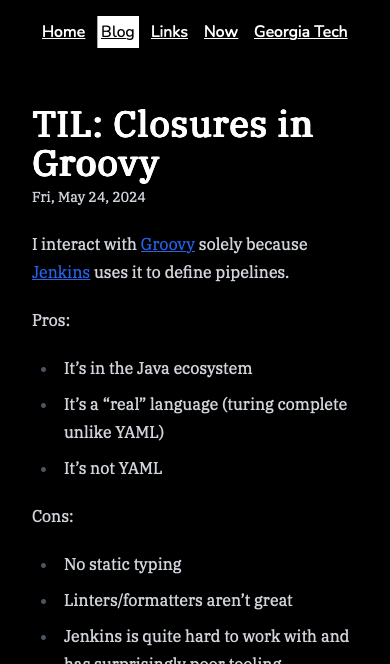 Home Blog Links Now Georgia Tech
TIL: Closures in
Groovy
Fri, May 24, 2024
I interact with Groovy solely because
Jenkins uses it to define pipelines.
Pros:
It’s in the Java ecosystem
It’s a “real” language (turing complete
unlike YAML)
It’s not YAML
Cons:
No static typing
Linters/formatters aren’t great
Jenkins is quite hard to work with and
has surprisingly poor tooling